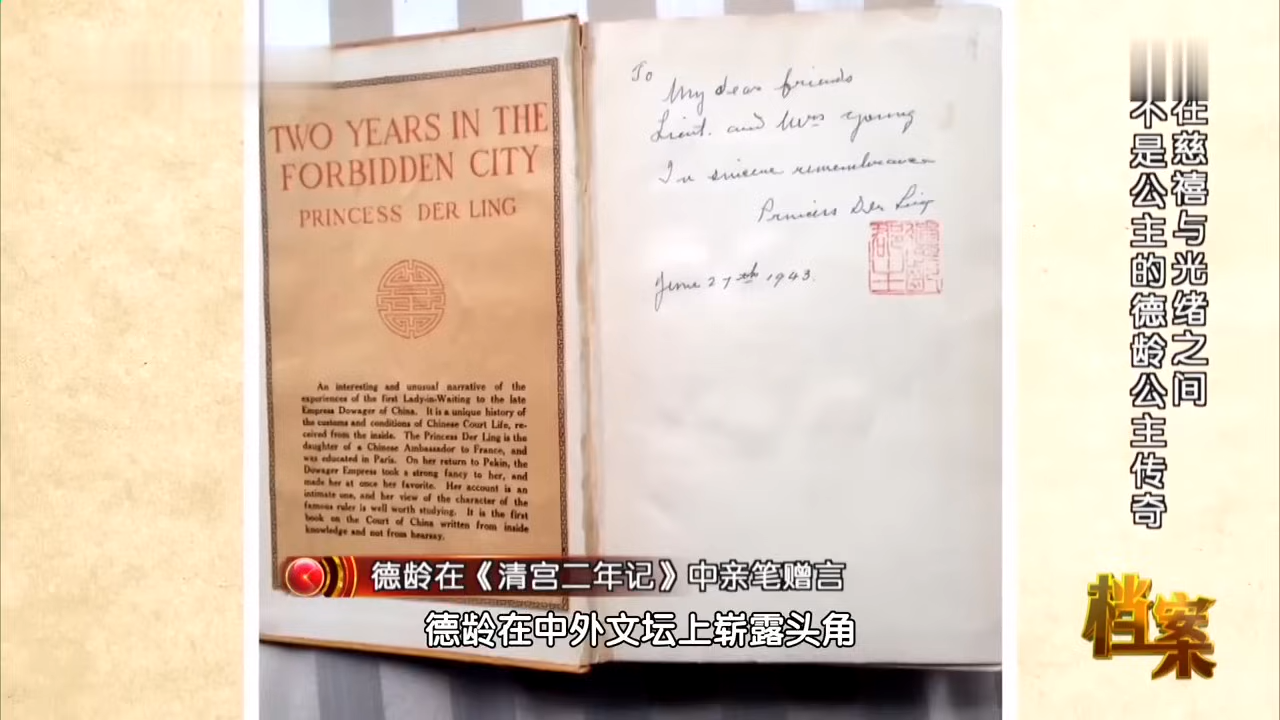 TWO YEARS IN THE
FORBIDDEN CITY
PRINCESS DER LING
An interesting and unusual narrative of the
experiences of the first Lady-in-Waiting to the late
Empress Dowager of China. It is a unique history of
the customs and conditions of Chinese Court Life, re-
ceived from the inside. The Princess Der Ling is the
daughter of a Chinese Ambassador to France, and
was educated in Paris. On her return to Pekin, the
Dowager Empress took a strong fancy to her, and
made her at once her favorite. Her account is an
intimate one, and her view of the character of the
famous ruler is well worth studying. It is the first
book on the Court of China written from inside
knowledge and not from hearsay.
To
My dear friends
Lieut. and Mrs Young
In sincere remembrance
Princess Der Ling
June 27th 1943.
在慈禧与光绪之间
不是公主的德龄公主传奇
德龄在《清宫二年记》中亲笔赠言
德龄在中外文坛上崭露头角
档案